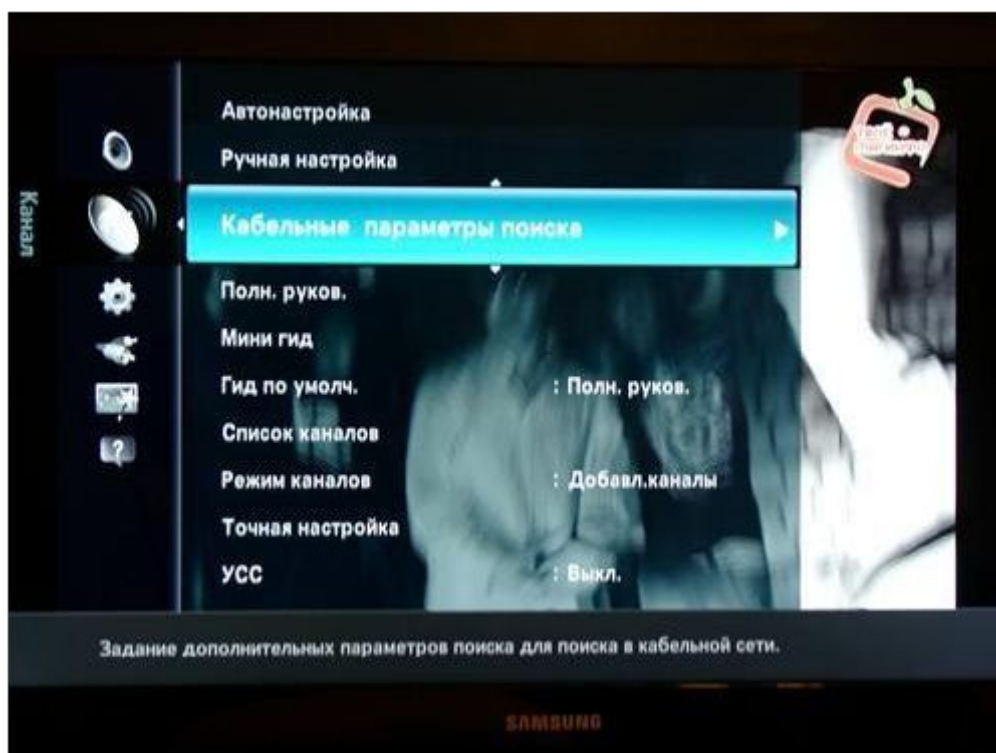 Автонастройка
Ручная настройка
Канал
Кабельные параметры поиска
Полн. руков.
Мини гид
Гид по умолч. : Полн. руков.
Список каналов
Режим каналов : Добавл.каналы
Точная настройка
УСС : Выкл.
Задание дополнительных параметров поиска для поиска в кабельной сети.
SAMSUNG